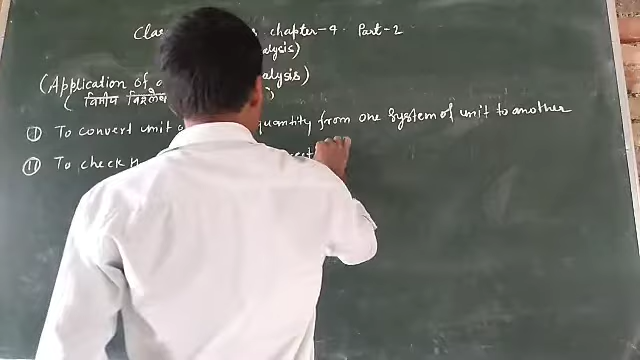 Clas chapter-4 Part-2
alysis)
(Application of alysis)
( विमीय विश्ले )
(I) To convert unit quantity from one system of unit to another
(II) To check